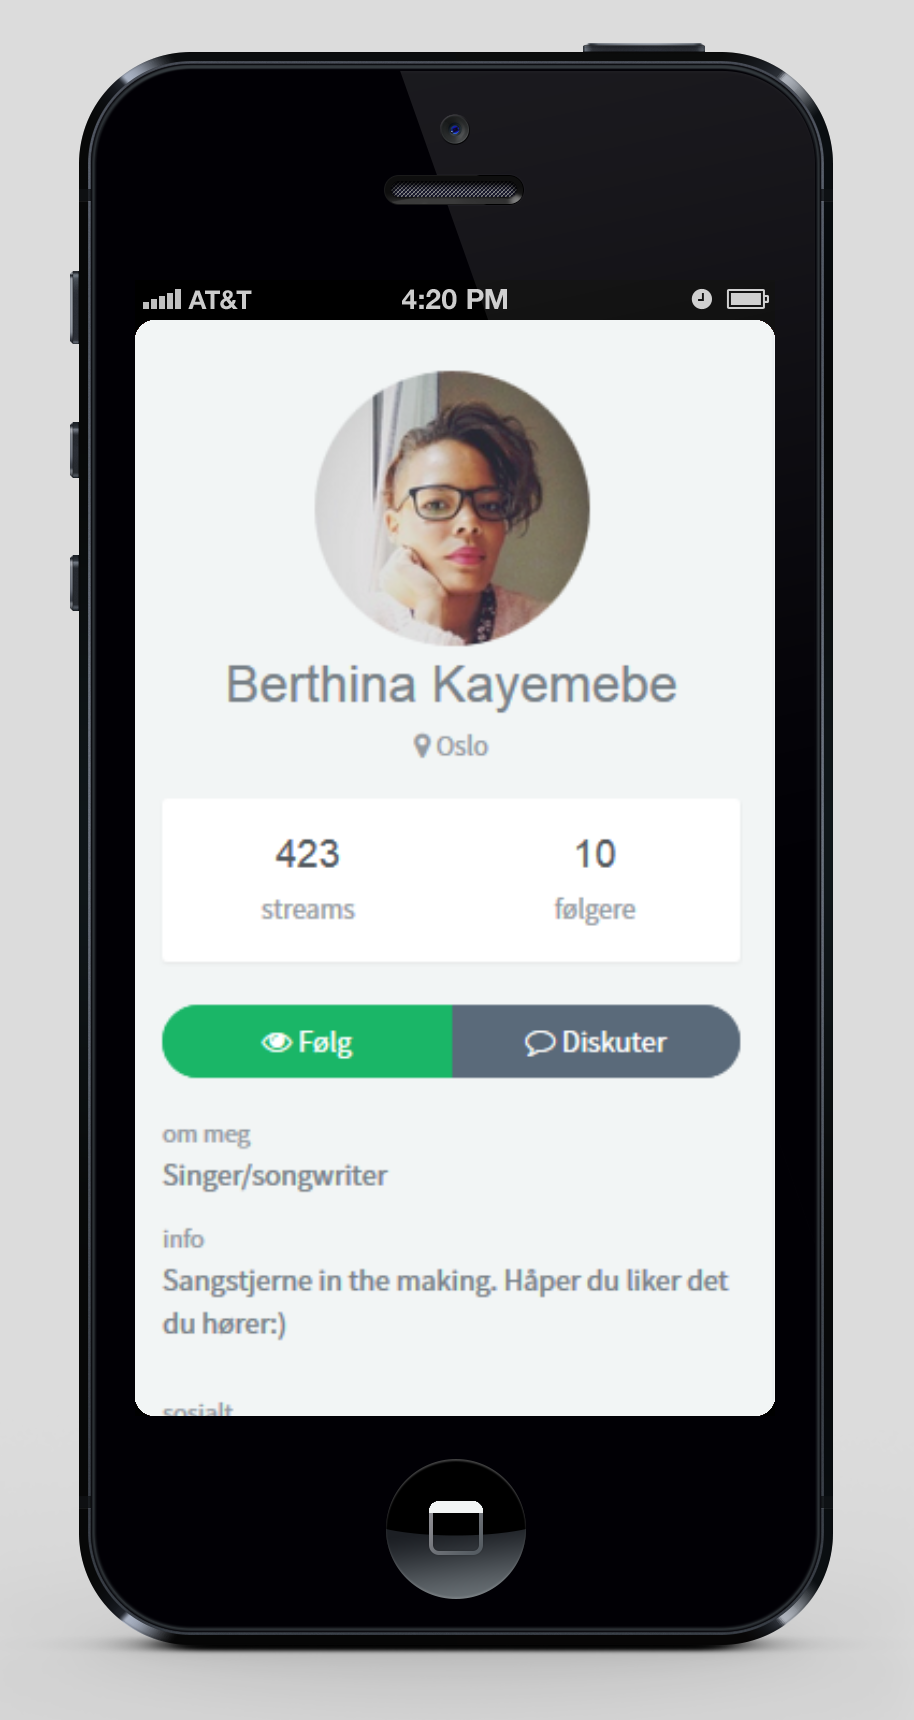 AT&T 4:20 PM
Berthina Kayemebe
Oslo
423 10
streams følgere
Følg Diskuter
om meg
Singer/songwriter
info
Sangstjerne in the making. Håper du liker det
du hører:)
sosialt